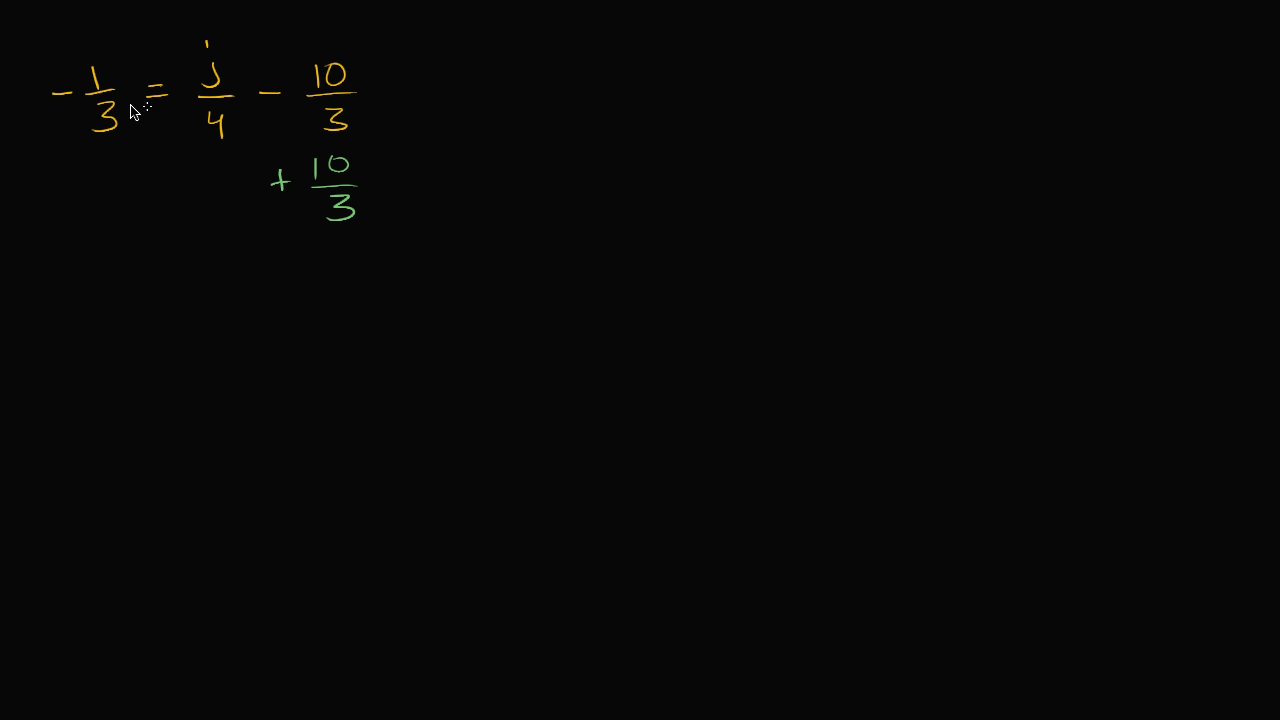 - 1/3 = j/4 - 10/3
+ 10/3